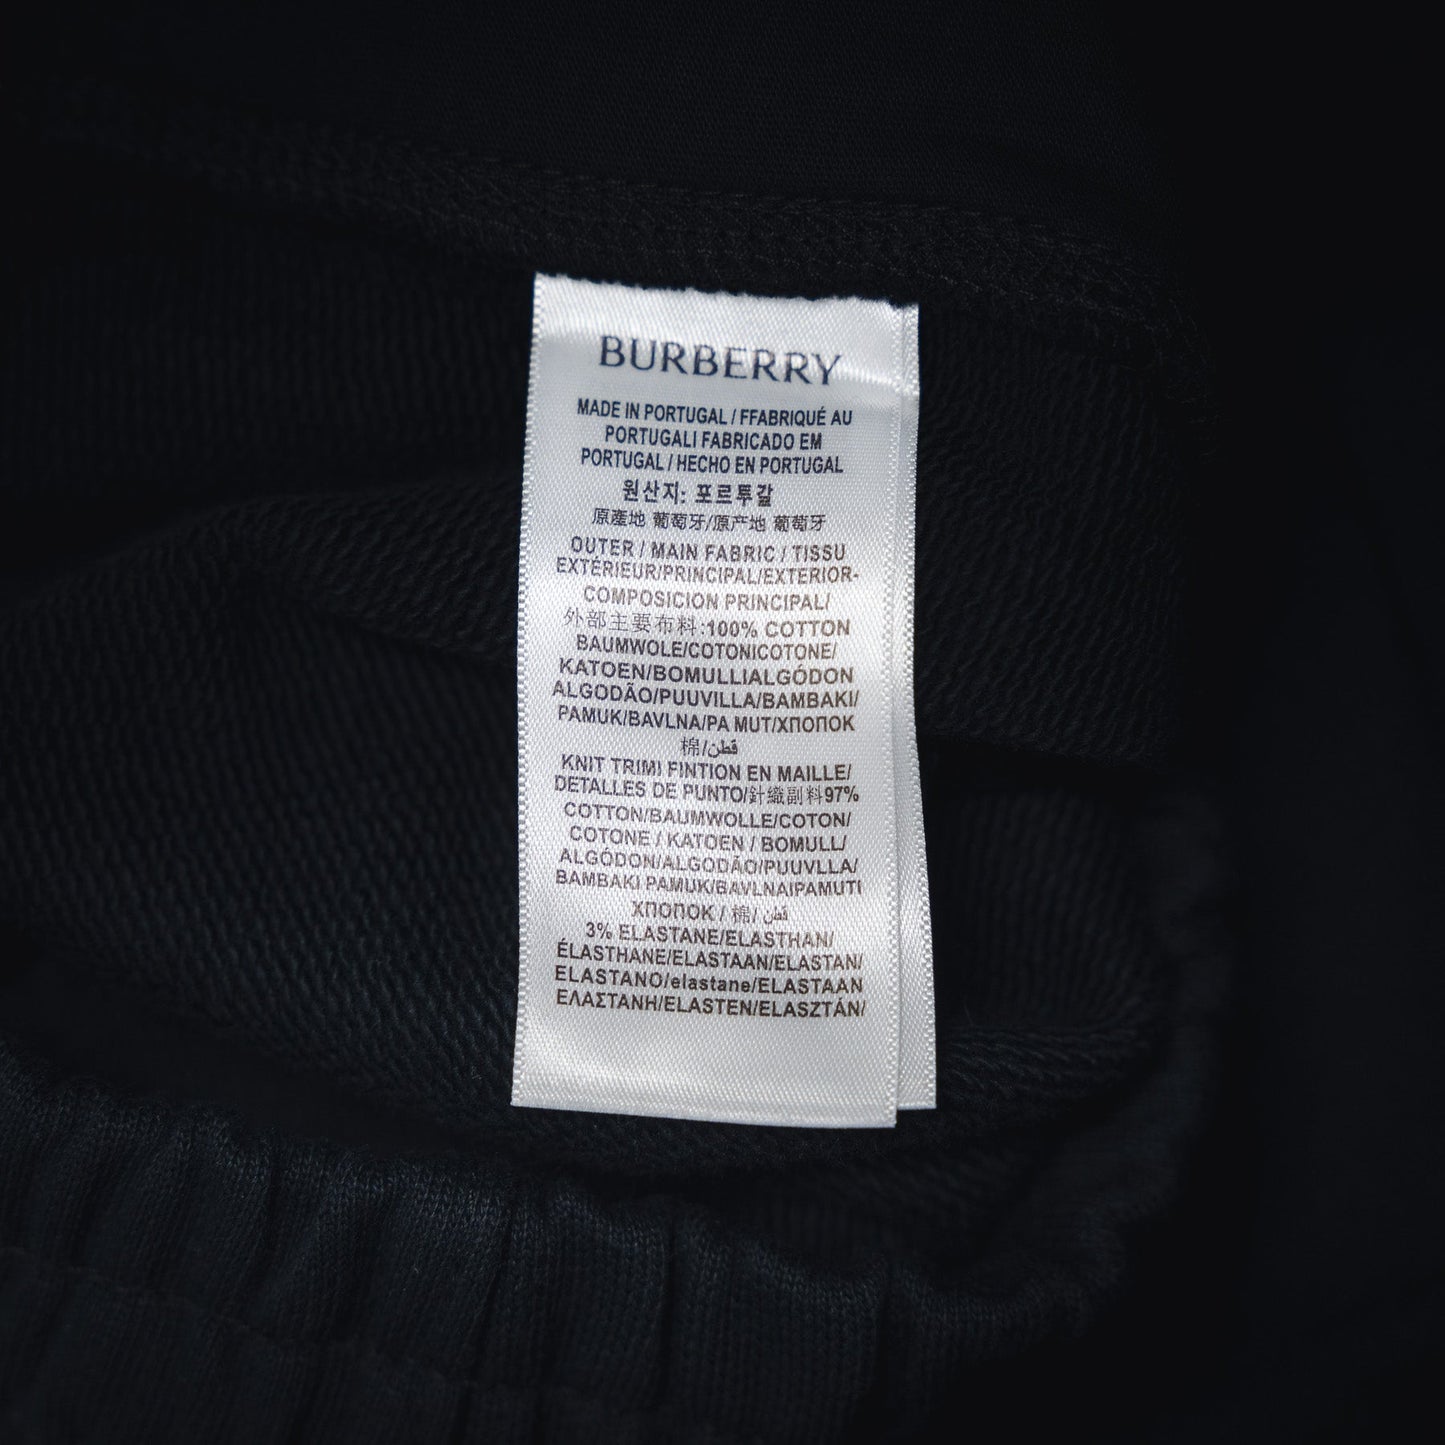 BURBERRY
MADE IN PORTUGAL / FFABRIQUÉ AU
PORTUGALI FABRICADO EM
PORTUGAL / HECHO EN PORTUGAL
원산지: 포르투갈
原產地 葡萄牙/原产地 葡萄牙
OUTER / MAIN FABRIC / TISSU
EXTÉRIEUR/PRINCIPAL/EXTERIOR-
COMPOSICION PRINCIPAL/
外部主要布料:100% COTTON
BAUMWOLE/COTONICOTONE/
KATOEN/BOMULLIALGÓDON
ALGODÃO/PUUVILLA/BAMBAKI/
PAMUK/BAVLNA/PA MUT/XПOПOK
棉/قطن
KNIT TRIMI FINTION EN MAILLE/
DETALLES DE PUNTO/針織副料97%
COTTON/BAUMWOLLE/COTON/
COTONE / KATOEN / BOMULL/
ALGÓDON/ALGODÃO/PUUVLLA/
BAMBAKI PAMUK/BAVLNAIPAMUTI
XПOПOK / 棉/ قطن
3% ELASTANE/ELASTHAN/
ÉLASTHANE/ELASTAAN/ELASTAN/
ELASTANO/elastane/ELASTAAN
ΕΛΑΣΤΑΝΗ/ELASTEN/ELASZTÁN/